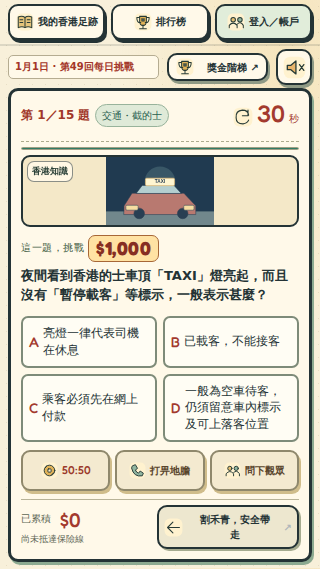 我的香港足跡
排行榜
登入／帳戶
1月1日・第49回每日挑戰
獎金階梯 ↗
第 1／15 題
交通・截的士
30 秒
香港知識
TAXI
這一題，挑戰 $1,000
夜間看到香港的士車頂「TAXI」燈亮起，而且
沒有「暫停載客」等標示，一般表示甚麼？
A 亮燈一律代表司機
在休息
B 已載客，不能接客
C 乘客必須先在網上
付款
D 一般為空車待客，
仍須留意車內標示
及可上落客位置
50:50
打界地膽
問下觀眾
已累積 $0
尚未抵達保險線
← 割禾青，安全帶
走 ↗